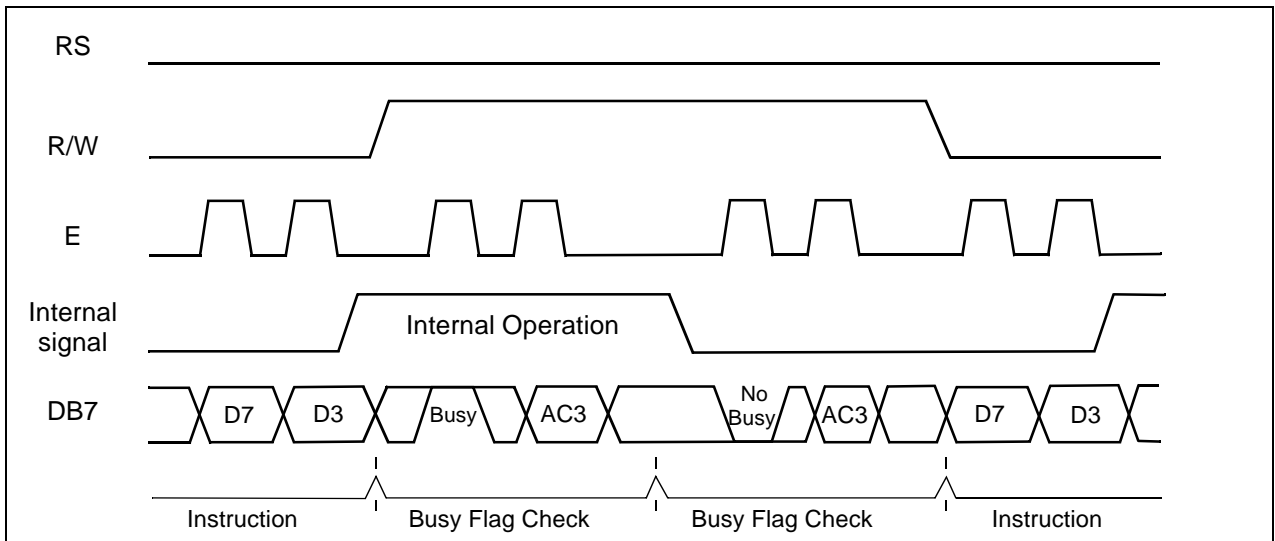 RS
R/W
E
Internal
signal
Internal Operation
DB7
D7
D3
Busy
AC3
No
Busy
AC3
D7
D3
Instruction
Busy Flag Check
Busy Flag Check
Instruction